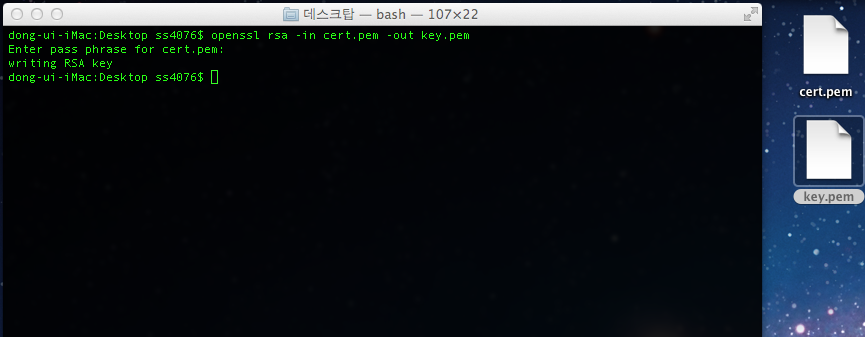 데스크탑 — bash — 107×22
dong-ui-iMac:Desktop ss4076$ openssl rsa -in cert.pem -out key.pem
Enter pass phrase for cert.pem:
writing RSA key
dong-ui-iMac:Desktop ss4076$
cert.pem
key.pem